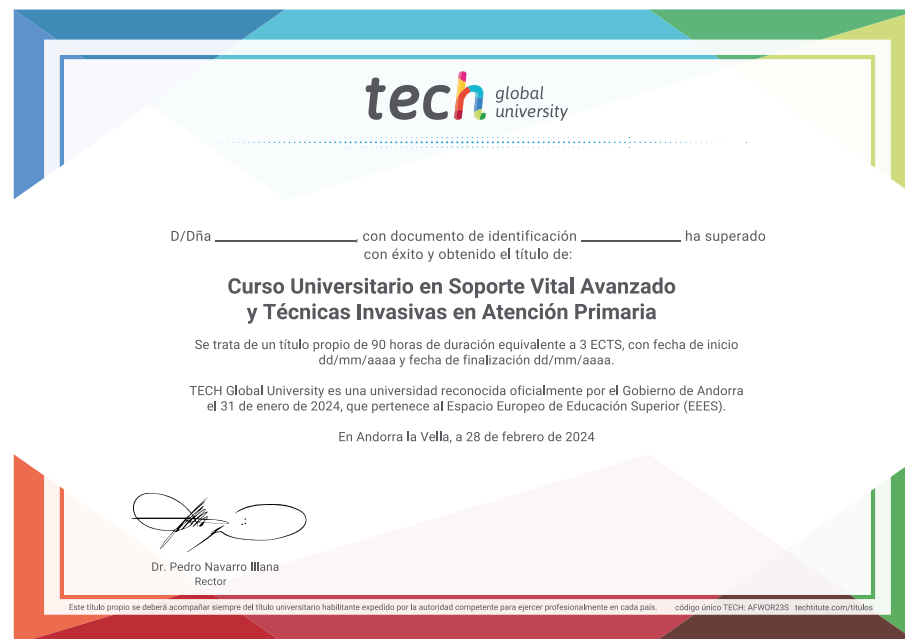 tech global university
D/Dña ____________, con documento de identificación ____________ ha superado
con éxito y obtenido el título de:
Curso Universitario en Soporte Vital Avanzado
y Técnicas Invasivas en Atención Primaria
Se trata de un título propio de 90 horas de duración equivalente a 3 ECTS, con fecha de inicio
dd/mm/aaaa y fecha de finalización dd/mm/aaaa.
TECH Global University es una universidad reconocida oficialmente por el Gobierno de Andorra
el 31 de enero de 2024, que pertenece al Espacio Europeo de Educación Superior (EEES).
En Andorra la Vella, a 28 de febrero de 2024
Dr. Pedro Navarro Illana
Rector
Este título propio se deberá acompañar siempre del título universitario habilitante expedido por la autoridad competente para ejercer profesionalmente en cada país. código único TECH: AFWOR23S techtitute.com/titulos